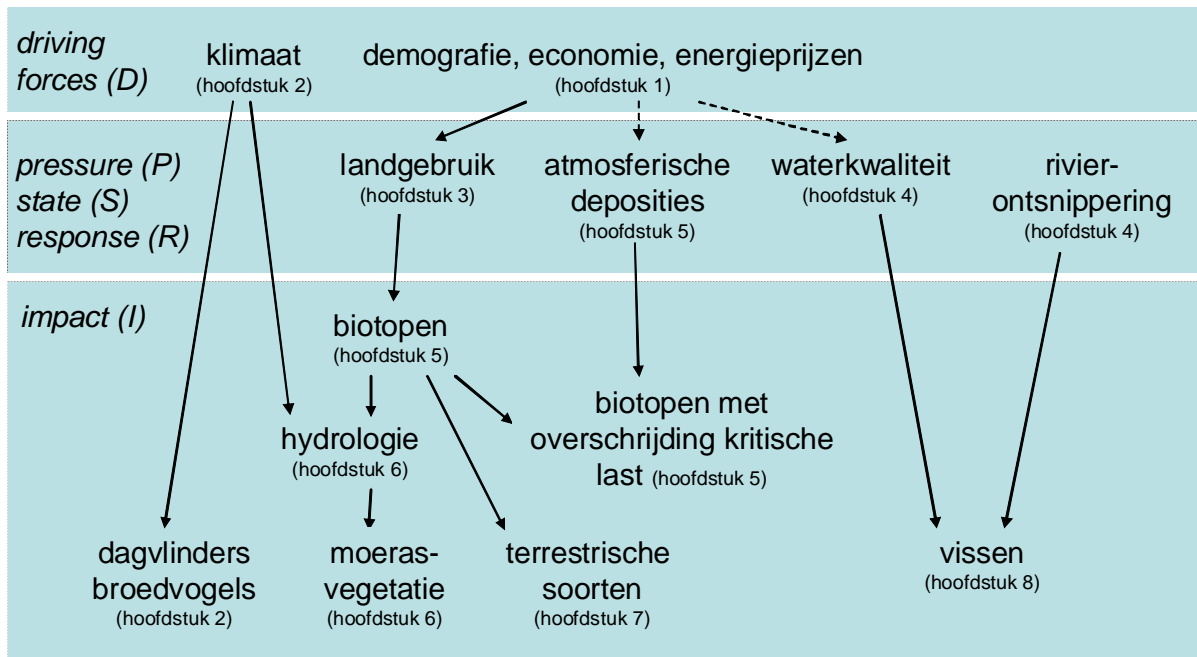 driving
forces (D)
klimaat
(hoofdstuk 2)
demografie, economie, energieprijzen
(hoofdstuk 1)
pressure (P)
state (S)
response (R)
landgebruik
(hoofdstuk 3)
atmosferische
deposities
(hoofdstuk 5)
waterkwaliteit
(hoofdstuk 4)
rivier-
ontsnippering
(hoofdstuk 4)
impact (I)
biotopen
(hoofdstuk 5)
hydrologie
(hoofdstuk 6)
biotopen met
overschrijding kritische
last (hoofdstuk 5)
dagvlinders
broedvogels
(hoofdstuk 2)
moeras-
vegetatie
(hoofdstuk 6)
terrestrische
soorten
(hoofdstuk 7)
vissen
(hoofdstuk 8)